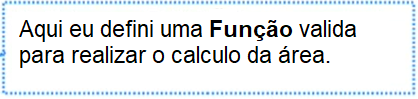 Aqui eu defini uma Função valida
para realizar o calculo da área.